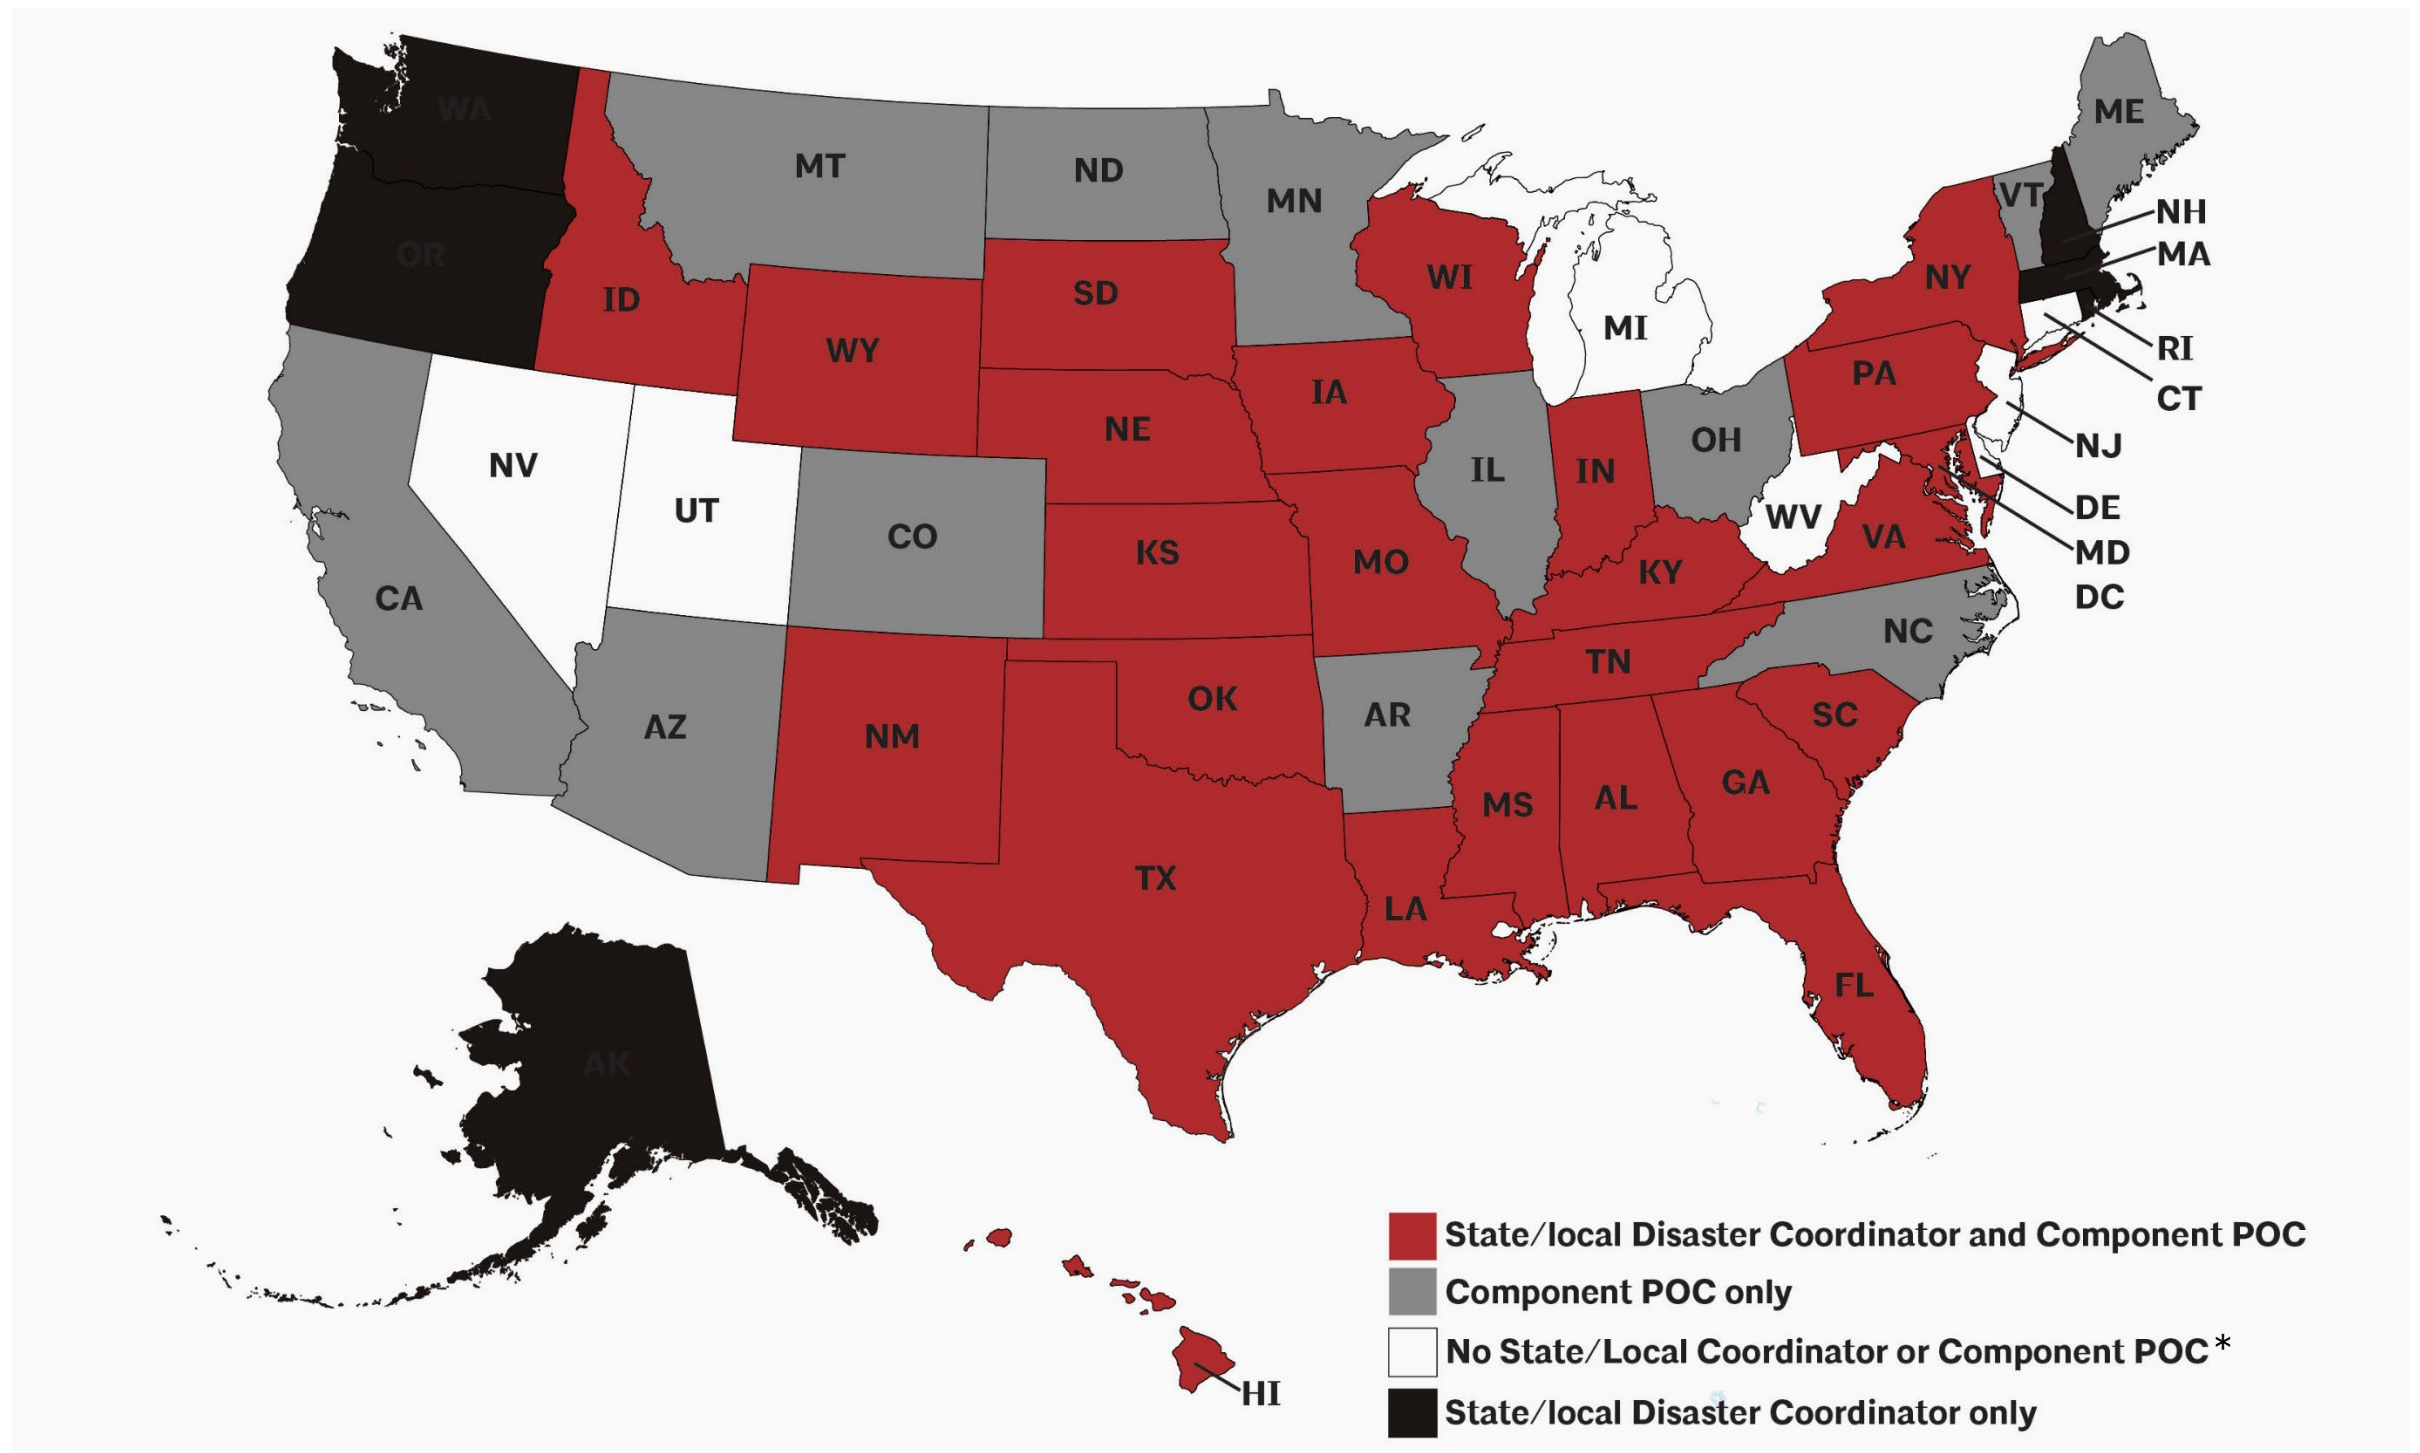 WA
ME
MT
ND
MN
VT
NH
OR
MA
WI
NY
ID
SD
MI
WY
RI
PA
IA
CT
NE
OH
NJ
NV
IL
IN
UT
DE
WV
CO
VA
KS
MD
MO
KY
CA
DC
NC
TN
OK
AR
SC
AZ
NM
GA
AL
MS
TX
LA
FL
AK
State/local Disaster Coordinator and Component POC
Component POC only
No State/Local Coordinator or Component POC*
HI
State/local Disaster Coordinator only